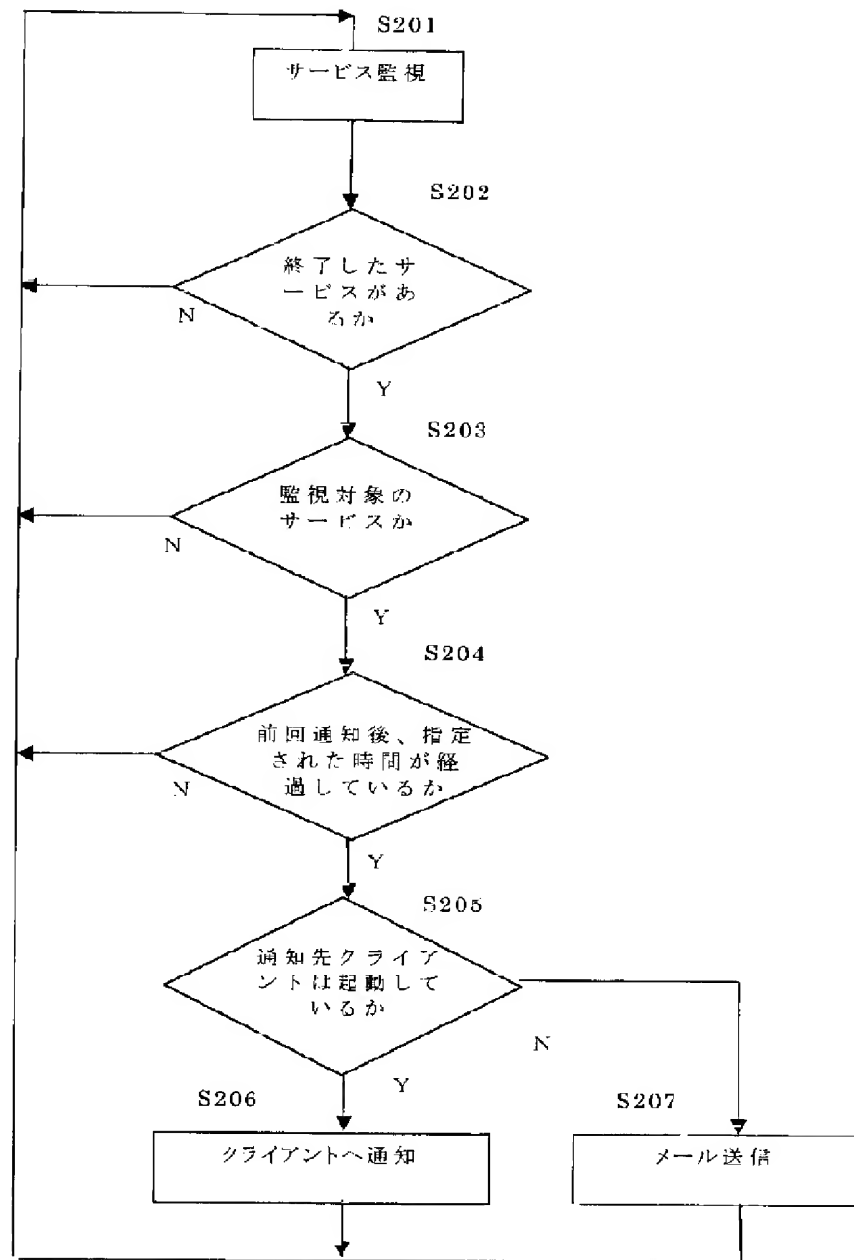 S201
サービス監視
S202
終了したサ
ービスがあ
るか
N
Y
S203
監視対象の
サービスか
N
Y
S204
前回通知後、指定
された時間が経
過しているか
N
Y
S205
通知先クライア
ントは起動して
いるか
N
Y
S206
クライアントへ通知
S207
メール送信